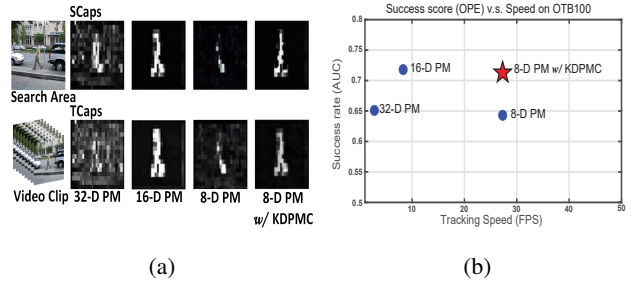 SCaps
Search Area
TCaps
Video Clip 32-D PM 16-D PM 8-D PM 8-D PM
w/ KDPMC
(a)
Success score (OPE) v.s. Speed on OTB100
Success rate (AUC)
0.8
0.75
0.7
0.65
0.6
0.55
0.5
16-D PM
8-D PM w/ KDPMC
32-D PM
8-D PM
10 20 30 40 50
Tracking Speed (FPS)
(b)